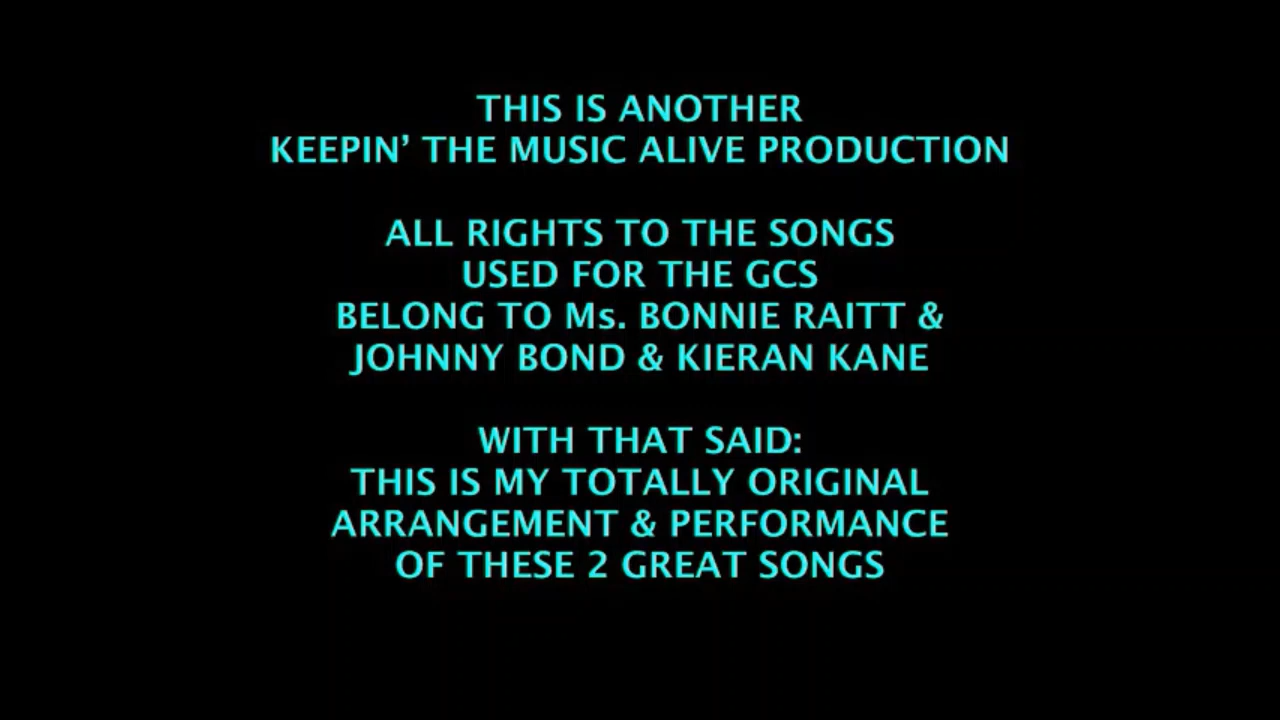 THIS IS ANOTHER
KEEPIN’ THE MUSIC ALIVE PRODUCTION
ALL RIGHTS TO THE SONGS
USED FOR THE GCS
BELONG TO Ms. BONNIE RAITT &
JOHNNY BOND & KIERAN KANE
WITH THAT SAID:
THIS IS MY TOTALLY ORIGINAL
ARRANGEMENT & PERFORMANCE
OF THESE 2 GREAT SONGS